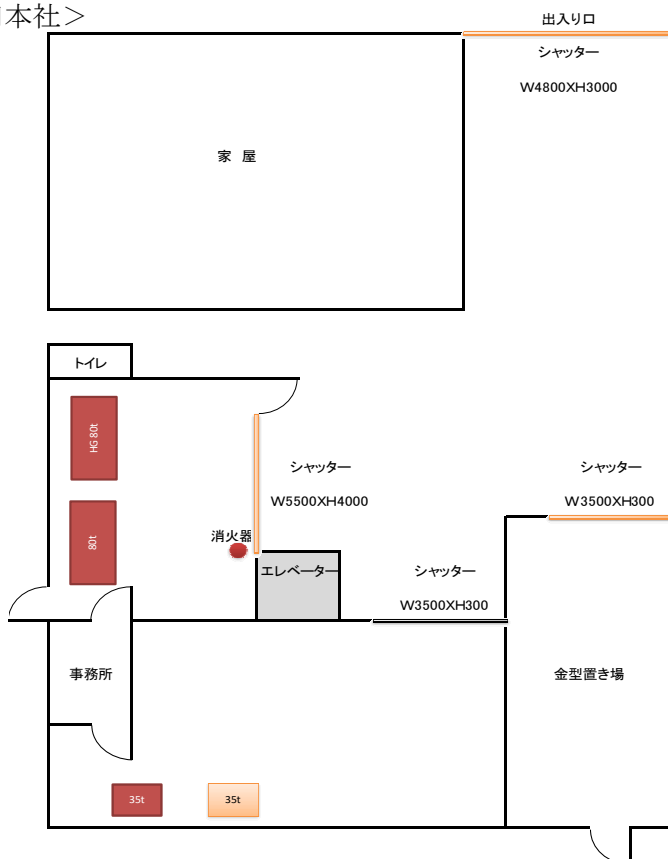 本社＞
出入り口
シャッター
W4800XH3000
家 屋
トイレ
HG 80t
シャッター
W5500XH4000
シャッター
W3500XH300
80t
消火器
エレベーター
シャッター
W3500XH300
事務所
金型置き場
35t
35t